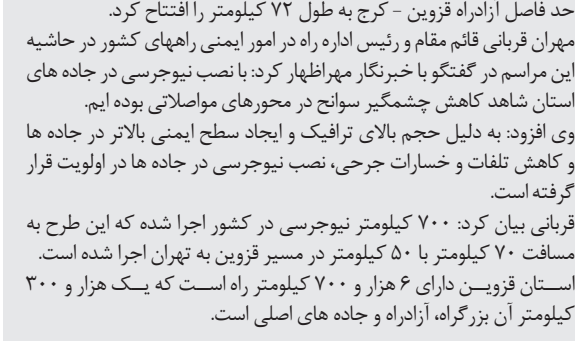 حد فاصل آزادراه قزوین - کرج به طول ۷۲ کیلومتر را افتتاح کرد.
مهران قربانی قائم مقام و رئیس اداره راه در امور ایمنی راههای کشور در حاشیه
این مراسم در گفتگو با خبرنگار مهراظهار کرد: با نصب نیوجرسی در جاده های
استان شاهد کاهش چشمگیر سوانح در محورهای مواصلاتی بوده ایم.
وی افزود: به دلیل حجم بالای ترافیک و ایجاد سطح ایمنی بالاتر در جاده ها
و کاهش تلفات و خسارات جرحی، نصب نیوجرسی در جاده ها در اولویت قرار
گرفته است.
قربانی بیان کرد: ۷۰۰ کیلومتر نیوجرسی در کشور اجرا شده که این طرح به
مسافت ۷۰ کیلومتر با ۵۰ کیلومتر در مسیر قزوین به تهران اجرا شده است.
استان قزوین دارای ۶ هزار و ۷۰۰ کیلومتر راه است که یک هزار و ۳۰۰
کیلومتر آن بزرگراه، آزادراه و جاده های اصلی است.